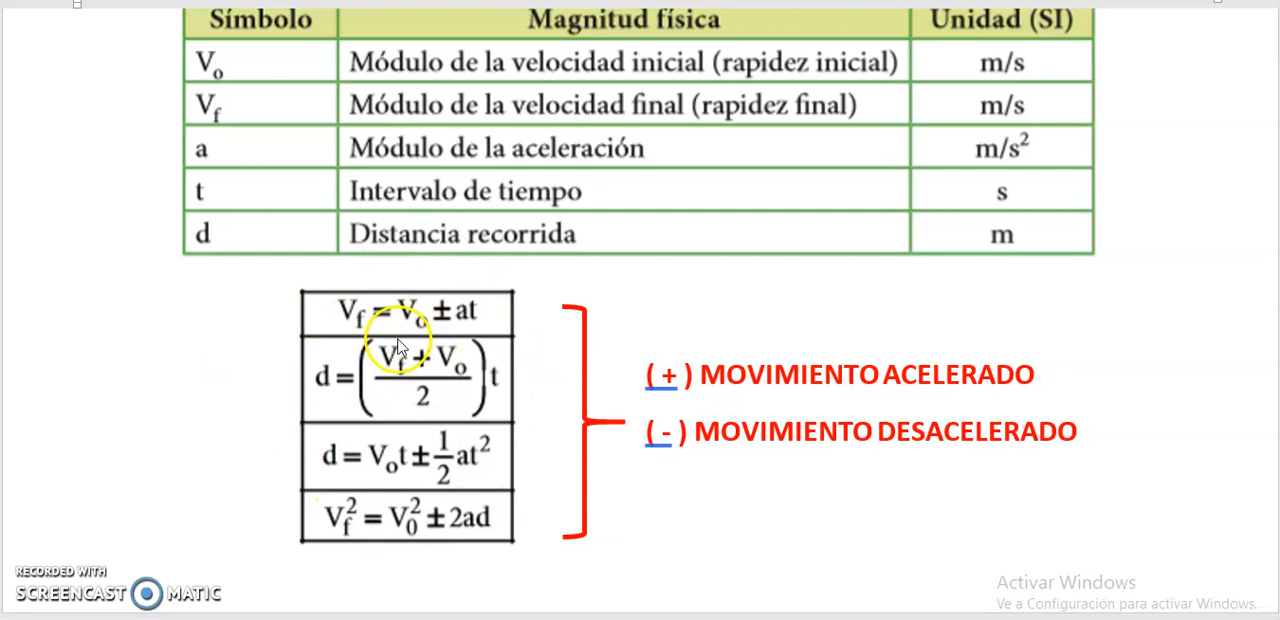 Símbolo Magnitud física Unidad (SI)
Vo Módulo de la velocidad inicial (rapidez inicial) m/s
Vf Módulo de la velocidad final (rapidez final) m/s
a Módulo de la aceleración m/s²
t Intervalo de tiempo s
d Distancia recorrida m
Vf = Vo ± at
d = ((Vf + Vo)/2) t
d = Vot ± 1/2 at²
Vf² = V0² ± 2ad
( + ) MOVIMIENTO ACELERADO
( - ) MOVIMIENTO DESACELERADO
RECORDED WITH
SCREENCAST MATIC
Activar Windows
Ve a Configuración para activar Windows.